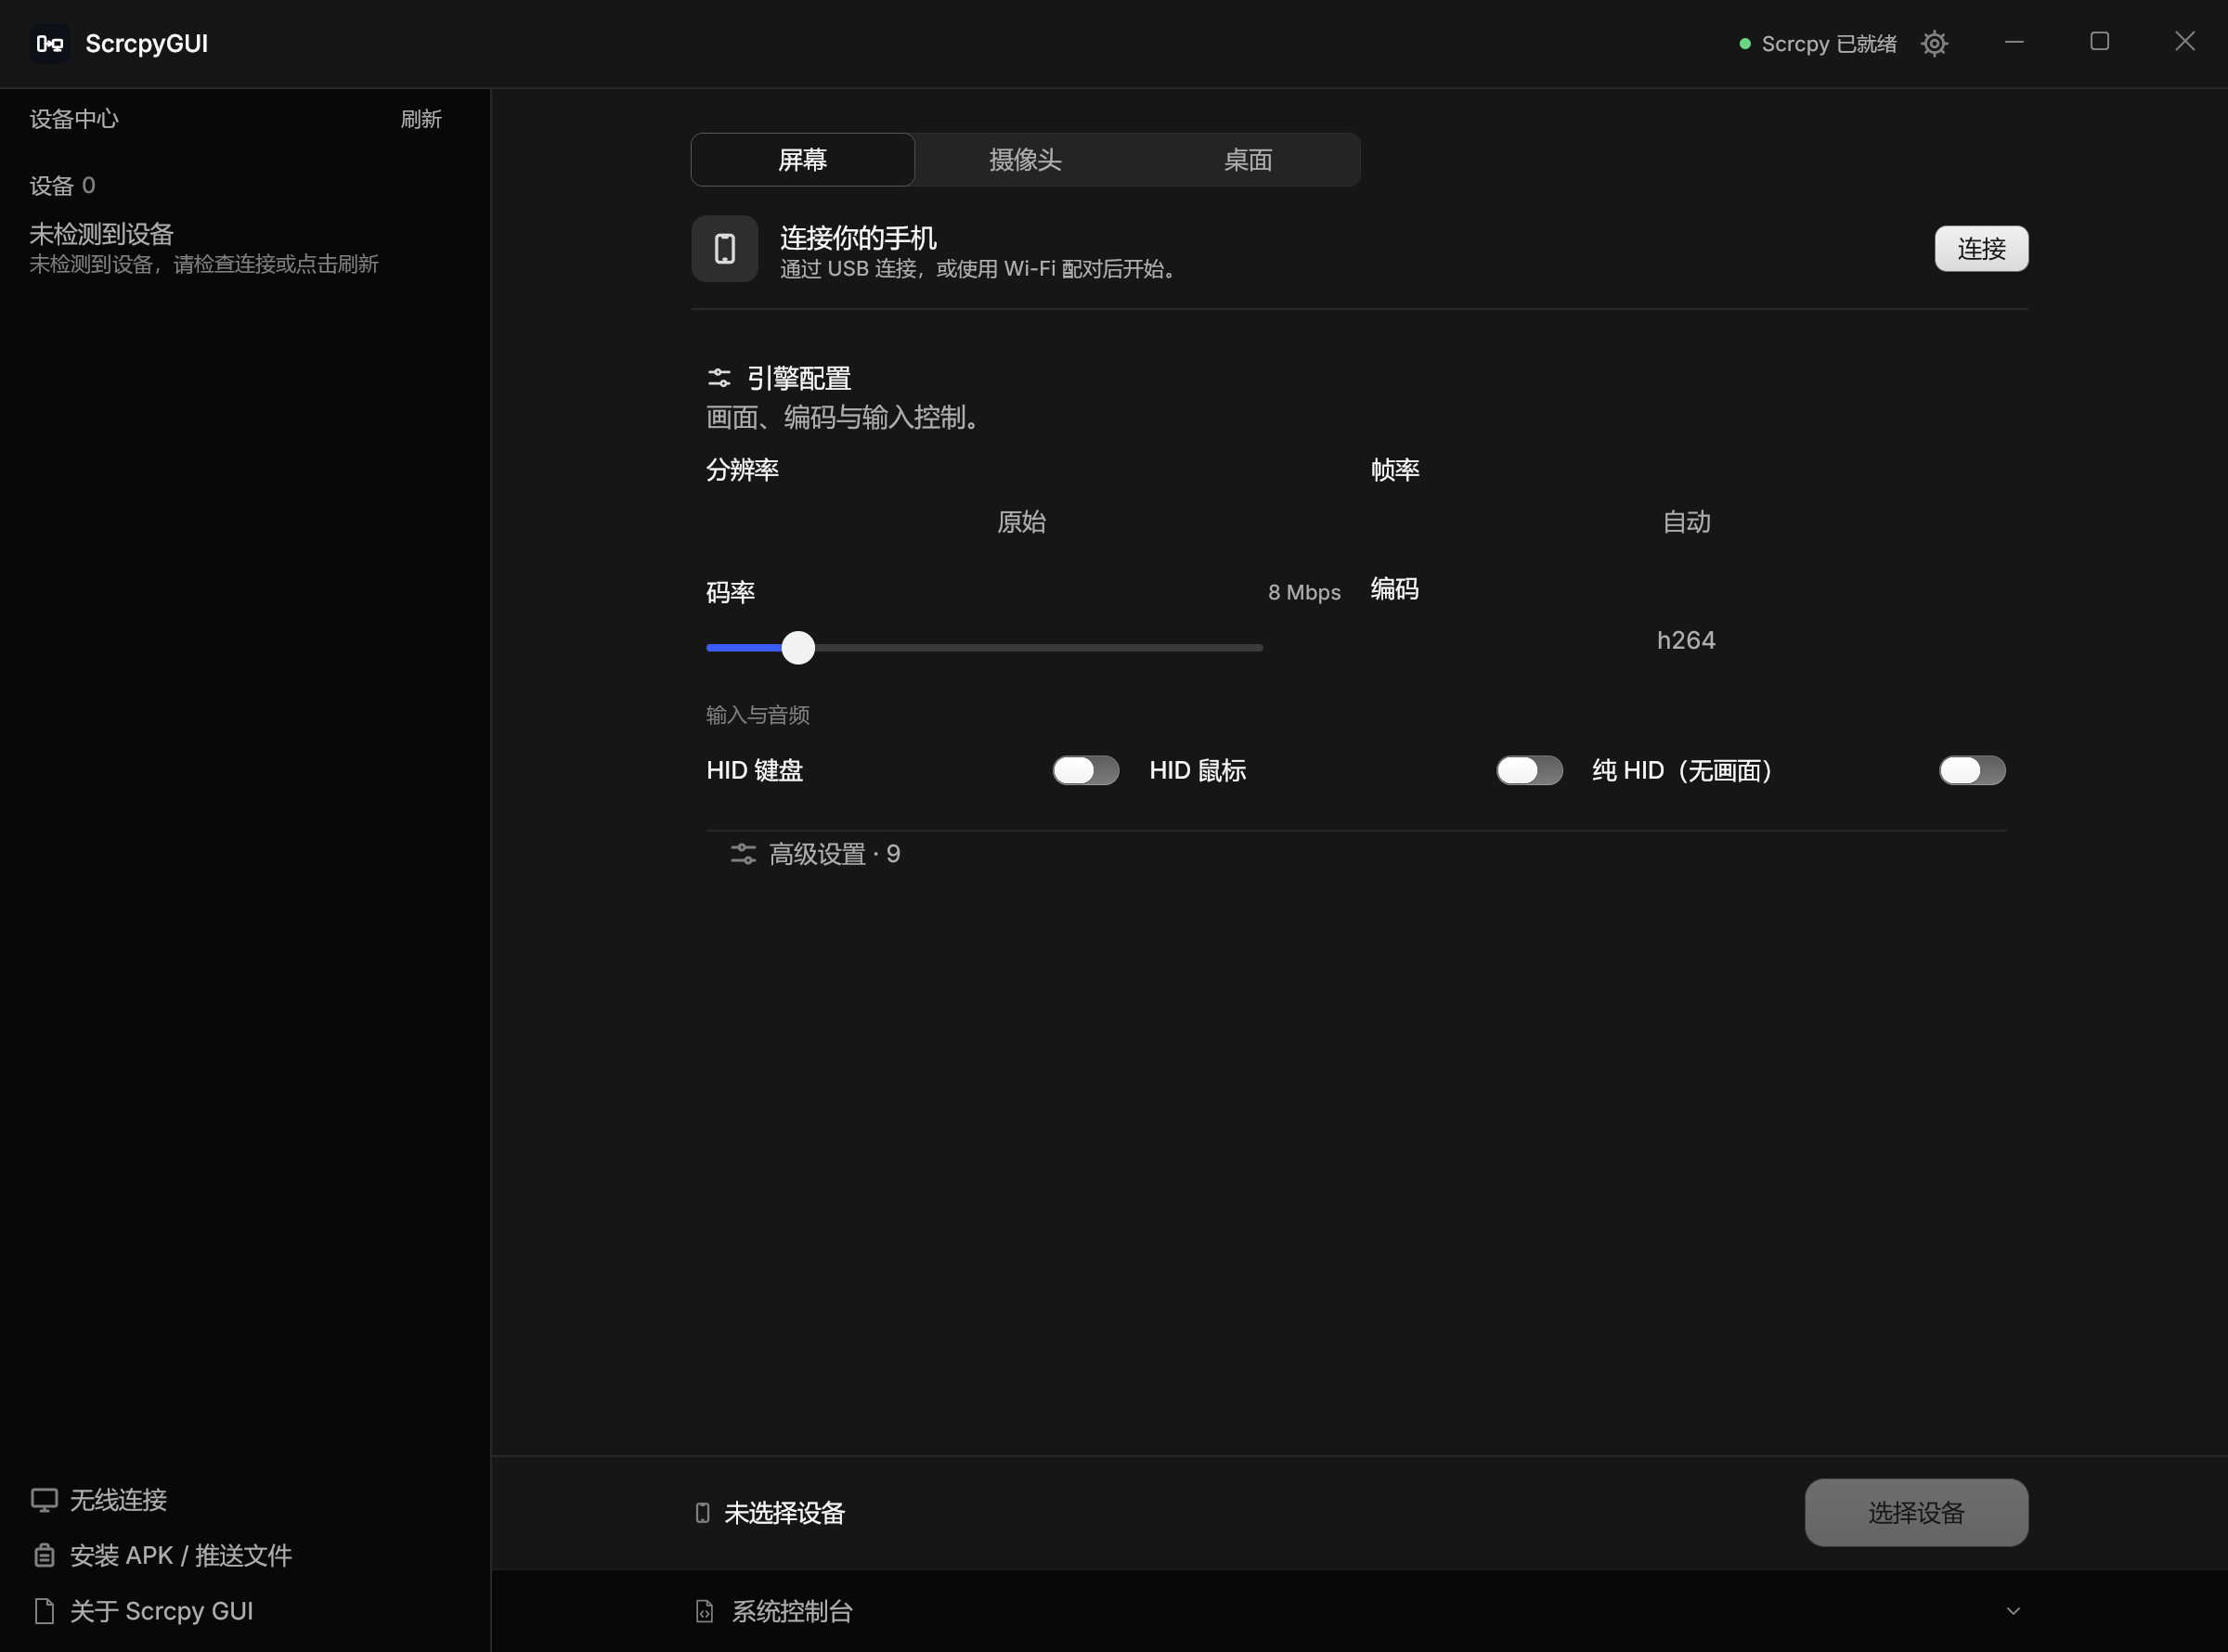 ScrcpyGUI
Scrcpy 已就绪
设备中心
刷新
设备 0
未检测到设备
未检测到设备，请检查连接或点击刷新
无线连接
安装 APK / 推送文件
关于 Scrcpy GUI
屏幕
摄像头
桌面
连接你的手机
通过 USB 连接，或使用 Wi-Fi 配对后开始。
连接
引擎配置
画面、编码与输入控制。
分辨率
原始
帧率
自动
码率
8 Mbps
编码
h264
输入与音频
HID 键盘
HID 鼠标
纯 HID（无画面）
高级设置 · 9
未选择设备
选择设备
系统控制台